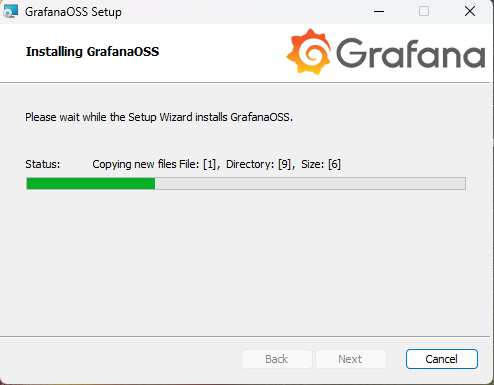 GrafanaOSS Setup
Installing GrafanaOSS
Grafana
Please wait while the Setup Wizard installs GrafanaOSS.
Status: Copying new files File: [1], Directory: [9], Size: [6]
Back Next Cancel